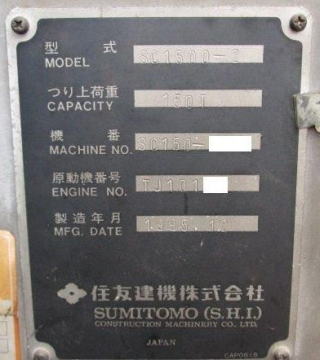 型式 SC1500-2
MODEL
つり上荷重 150T
CAPACITY
機番 SC150-
MACHINE NO.
原動機番号 TJ101
ENGINE NO.
製造年月
MFG. DATE
住友建機株式会社
SUMITOMO (S.H.I.)
CONSTRUCTION MACHINERY CO. LTD.
JAPAN